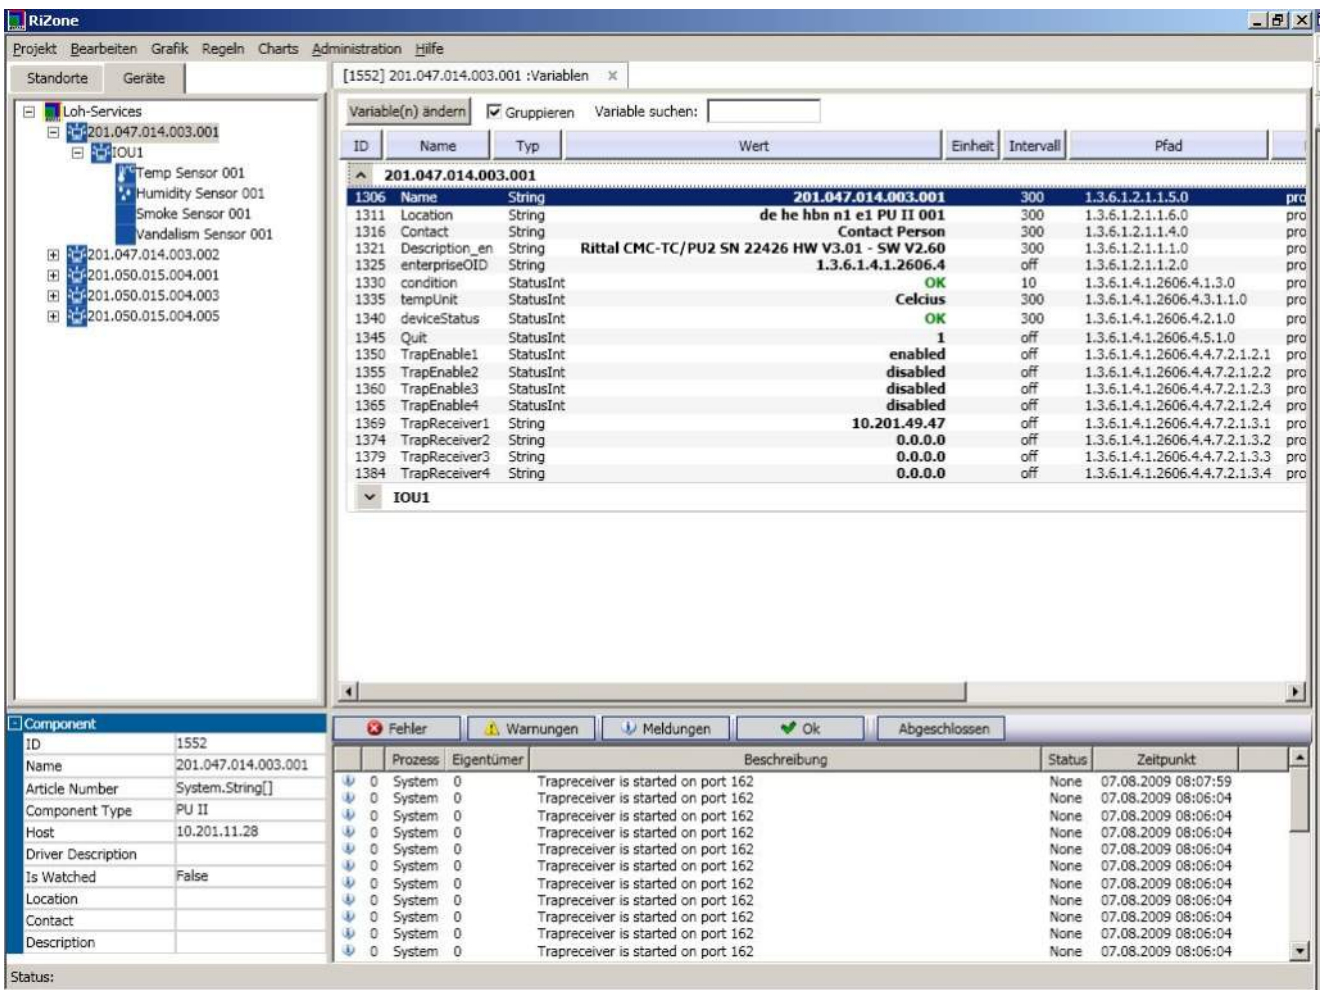 RiZone
Projekt Bearbeiten Grafik Regeln Charts Administration Hilfe
Standorte Geräte
[1552] 201.047.014.003.001 :Variablen
Loh-Services
201.047.014.003.001
IOU1
Temp Sensor 001
Humidity Sensor 001
Smoke Sensor 001
Vandalism Sensor 001
201.047.014.003.002
201.050.015.004.001
201.050.015.004.003
201.050.015.004.005
Variable(n) ändern Gruppieren Variable suchen:
ID Name Typ Wert Einheit Intervall Pfad
201.047.014.003.001
1306 Name String 201.047.014.003.001 300 1.3.6.1.2.1.1.5.0 pro
1311 Location String de he hbn n1 e1 PU II 001 300 1.3.6.1.2.1.1.6.0 pro
1316 Contact String Contact Person 300 1.3.6.1.2.1.1.4.0 pro
1321 Description_en String Rittal CMC-TC/PU2 SN 22426 HW V3.01 - SW V2.60 300 1.3.6.1.2.1.1.1.0 pro
1325 enterpriseOID String 1.3.6.1.4.1.2606.4 off 1.3.6.1.2.1.1.2.0 pro
1330 condition StatusInt OK 10 1.3.6.1.4.1.2606.4.1.3.0 pro
1335 tempUnit StatusInt Celcius 300 1.3.6.1.4.1.2606.4.3.1.1.0 pro
1340 deviceStatus StatusInt OK 300 1.3.6.1.4.1.2606.4.2.1.0 pro
1345 Quit StatusInt 1 off 1.3.6.1.4.1.2606.4.5.1.0 pro
1350 TrapEnable1 StatusInt enabled off 1.3.6.1.4.1.2606.4.4.7.2.1.2.1 pro
1355 TrapEnable2 StatusInt disabled off 1.3.6.1.4.1.2606.4.4.7.2.1.2.2 pro
1360 TrapEnable3 StatusInt disabled off 1.3.6.1.4.1.2606.4.4.7.2.1.2.3 pro
1365 TrapEnable4 StatusInt disabled off 1.3.6.1.4.1.2606.4.4.7.2.1.2.4 pro
1369 TrapReceiver1 String 10.201.49.47 off 1.3.6.1.4.1.2606.4.4.7.2.1.3.1 pro
1374 TrapReceiver2 String 0.0.0.0 off 1.3.6.1.4.1.2606.4.4.7.2.1.3.2 pro
1379 TrapReceiver3 String 0.0.0.0 off 1.3.6.1.4.1.2606.4.4.7.2.1.3.3 pro
1384 TrapReceiver4 String 0.0.0.0 off 1.3.6.1.4.1.2606.4.4.7.2.1.3.4 pro
IOU1
Component
ID 1552
Name 201.047.014.003.001
Article Number System.String[]
Component Type PU II
Host 10.201.11.28
Driver Description
Is Watched False
Location
Contact
Description
Fehler Warnungen Meldungen Ok Abgeschlossen
Prozess Eigentümer Beschreibung Status Zeitpunkt
0 System 0 Trapreceiver is started on port 162 None 07.08.2009 08:07:59
0 System 0 Trapreceiver is started on port 162 None 07.08.2009 08:06:04
0 System 0 Trapreceiver is started on port 162 None 07.08.2009 08:06:04
0 System 0 Trapreceiver is started on port 162 None 07.08.2009 08:06:04
0 System 0 Trapreceiver is started on port 162 None 07.08.2009 08:06:04
0 System 0 Trapreceiver is started on port 162 None 07.08.2009 08:06:04
0 System 0 Trapreceiver is started on port 162 None 07.08.2009 08:06:04
0 System 0 Trapreceiver is started on port 162 None 07.08.2009 08:06:04
0 System 0 Trapreceiver is started on port 162 None 07.08.2009 08:06:04
0 System 0 Trapreceiver is started on port 162 None 07.08.2009 08:06:04
0 System 0 Trapreceiver is started on port 162 None 07.08.2009 08:06:04
Status: